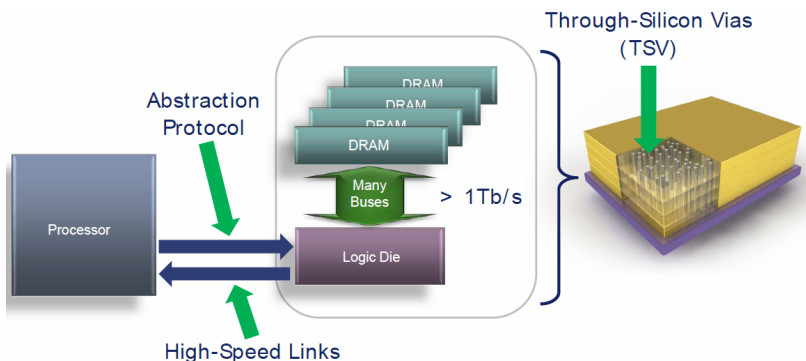 Through-Silicon Vias
(TSV)
Abstraction
Protocol
DRAM
DRAM
DRAM
DRAM
Many
Buses
> 1Tb/s
Processor
Logic Die
High-Speed Links